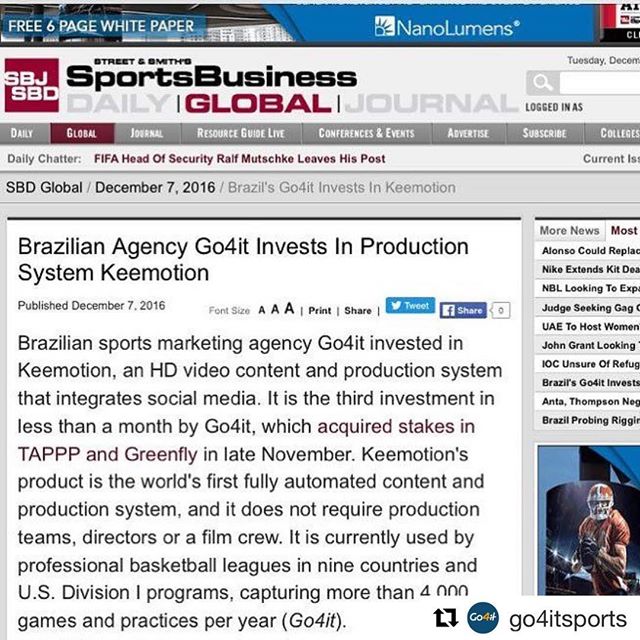 FREE 6 PAGE WHITE PAPER
NanoLumens®
STREET & SMITH'S
SBJ
SBD
SportsBusiness
DAILY | GLOBAL | JOURNAL
Tuesday, Decem
LOGGED IN AS
DAILY GLOBAL JOURNAL RESOURCE GUIDE LIVE CONFERENCES & EVENTS ADVERTISE SUBSCRIBE COLLEGES
Daily Chatter: FIFA Head Of Security Ralf Mutschke Leaves His Post
Current Is
SBD Global / December 7, 2016 / Brazil's Go4it Invests In Keemotion
Brazilian Agency Go4it Invests In Production
System Keemotion
Published December 7, 2016
Font Size A A A | Print | Share | Tweet Share 0
Brazilian sports marketing agency Go4it invested in
Keemotion, an HD video content and production system
that integrates social media. It is the third investment in
less than a month by Go4it, which acquired stakes in
TAPPP and Greenfly in late November. Keemotion's
product is the world's first fully automated content and
production system, and it does not require production
teams, directors or a film crew. It is currently used by
professional basketball leagues in nine countries and
U.S. Division I programs, capturing more than 4,000
games and practices per year (Go4it).
More News Most
Alonso Could Replac
Nike Extends Kit Dea
NBL Looking To Expa
Judge Seeking Gag O
UAE To Host Women'
John Grant Looking T
IOC Unsure Of Refug
Brazil's Go4it Invests
Anta, Thompson Neg
Brazil Probing Riggin
Go4it go4itsports